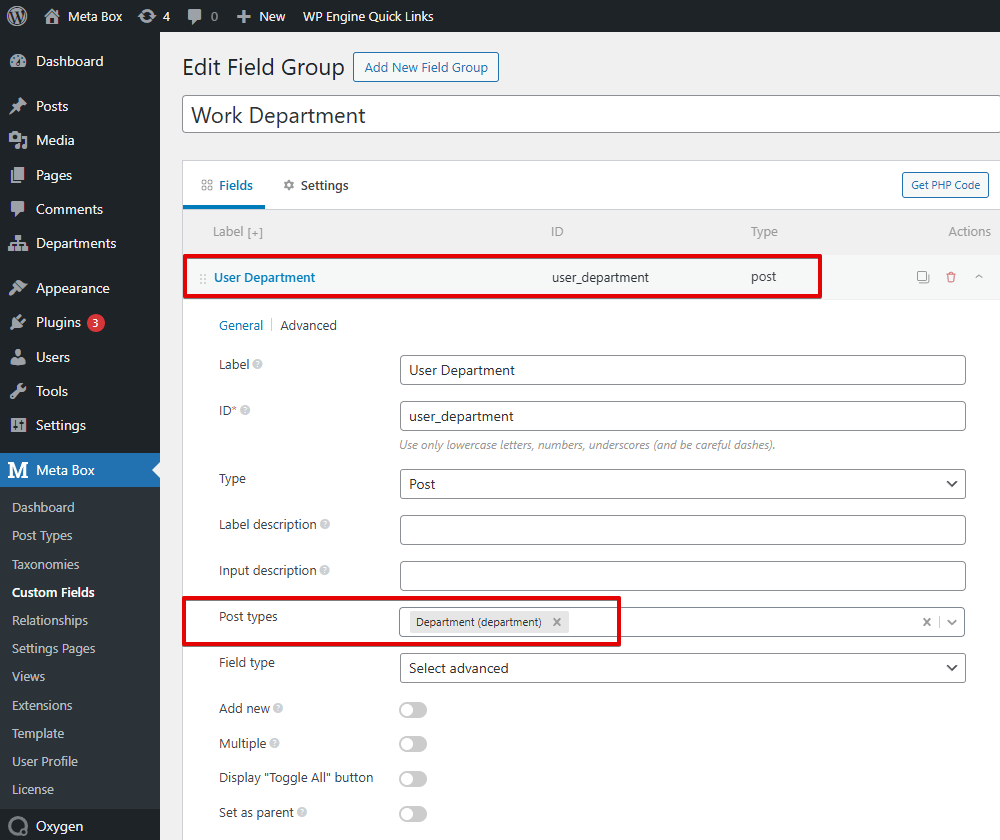 Meta Box 4 0 New WP Engine Quick Links
Dashboard
Posts
Media
Pages
Comments
Departments
Appearance
Plugins 3
Users
Tools
Settings
Meta Box
Dashboard
Post Types
Taxonomies
Custom Fields
Relationships
Settings Pages
Views
Extensions
Template
User Profile
License
Oxygen
Edit Field Group Add New Field Group
Work Department
Fields Settings Get PHP Code
Label [+] ID Type Actions
User Department user_department post
General Advanced
Label User Department
ID* user_department
Use only lowercase letters, numbers, underscores (and be careful dashes).
Type Post
Label description
Input description
Post types Department (department)
Field type Select advanced
Add new
Multiple
Display "Toggle All" button
Set as parent